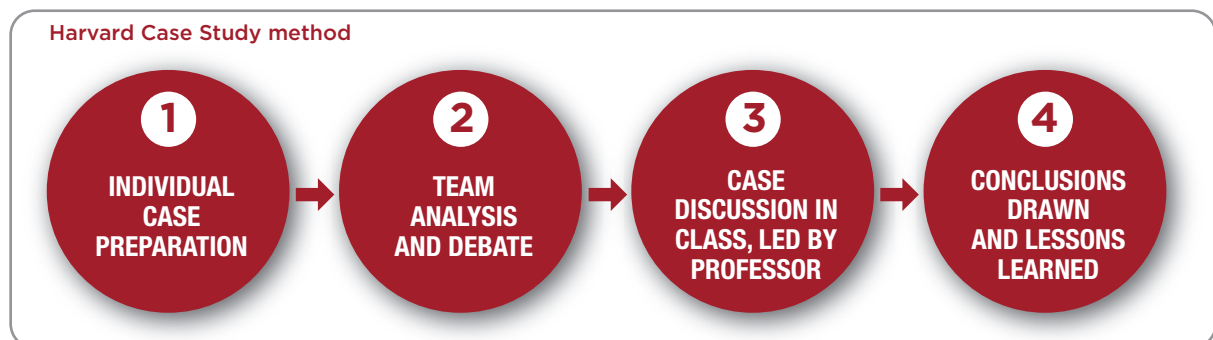 Harvard Case Study method
1
INDIVIDUAL
CASE
PREPARATION
2
TEAM
ANALYSIS
AND DEBATE
3
CASE
DISCUSSION IN
CLASS, LED BY
PROFESSOR
4
CONCLUSIONS
DRAWN
AND LESSONS
LEARNED